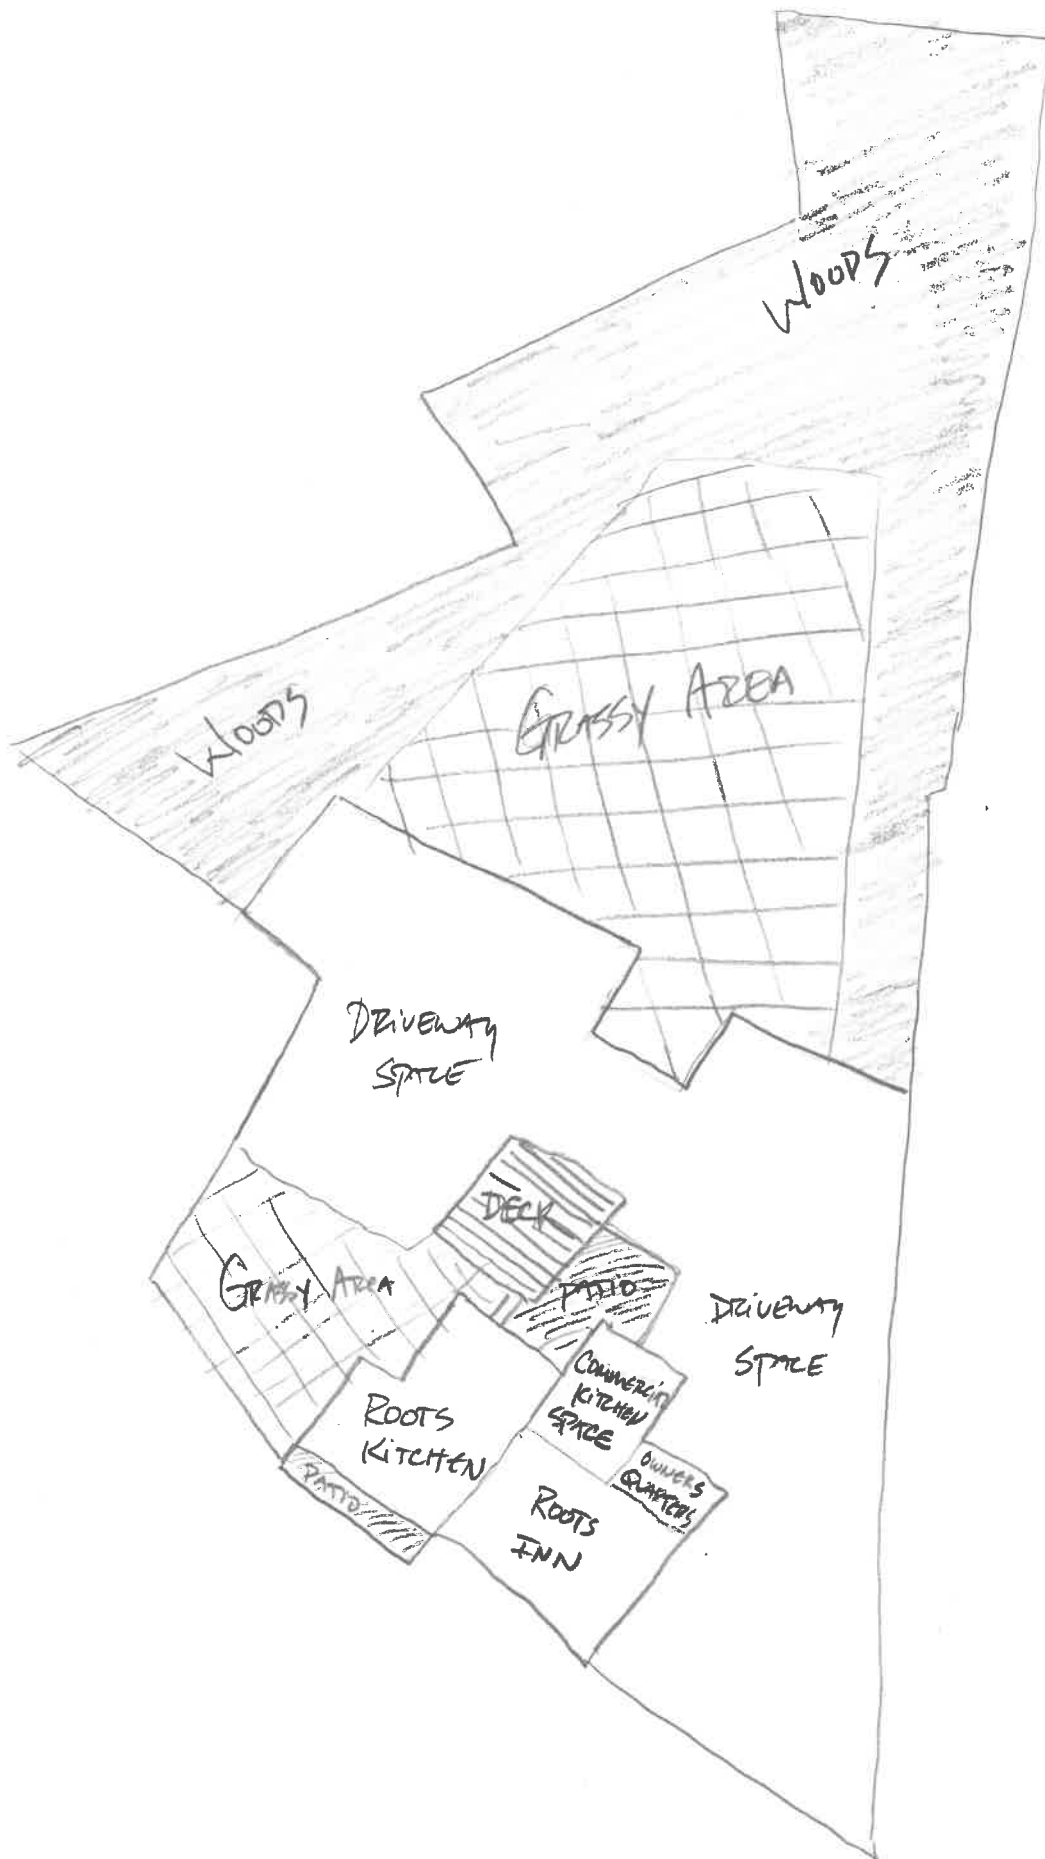 WOODS
WOODS
GRASSY AREA
DRIVEWAY
SPACE
DECK
PATIO
GRASSY AREA
DRIVEWAY
SPACE
COMMERCIAL
KITCHEN
SPACE
ROOTS
KITCHEN
OWNERS
QUARTERS
PATIO
ROOTS
INN